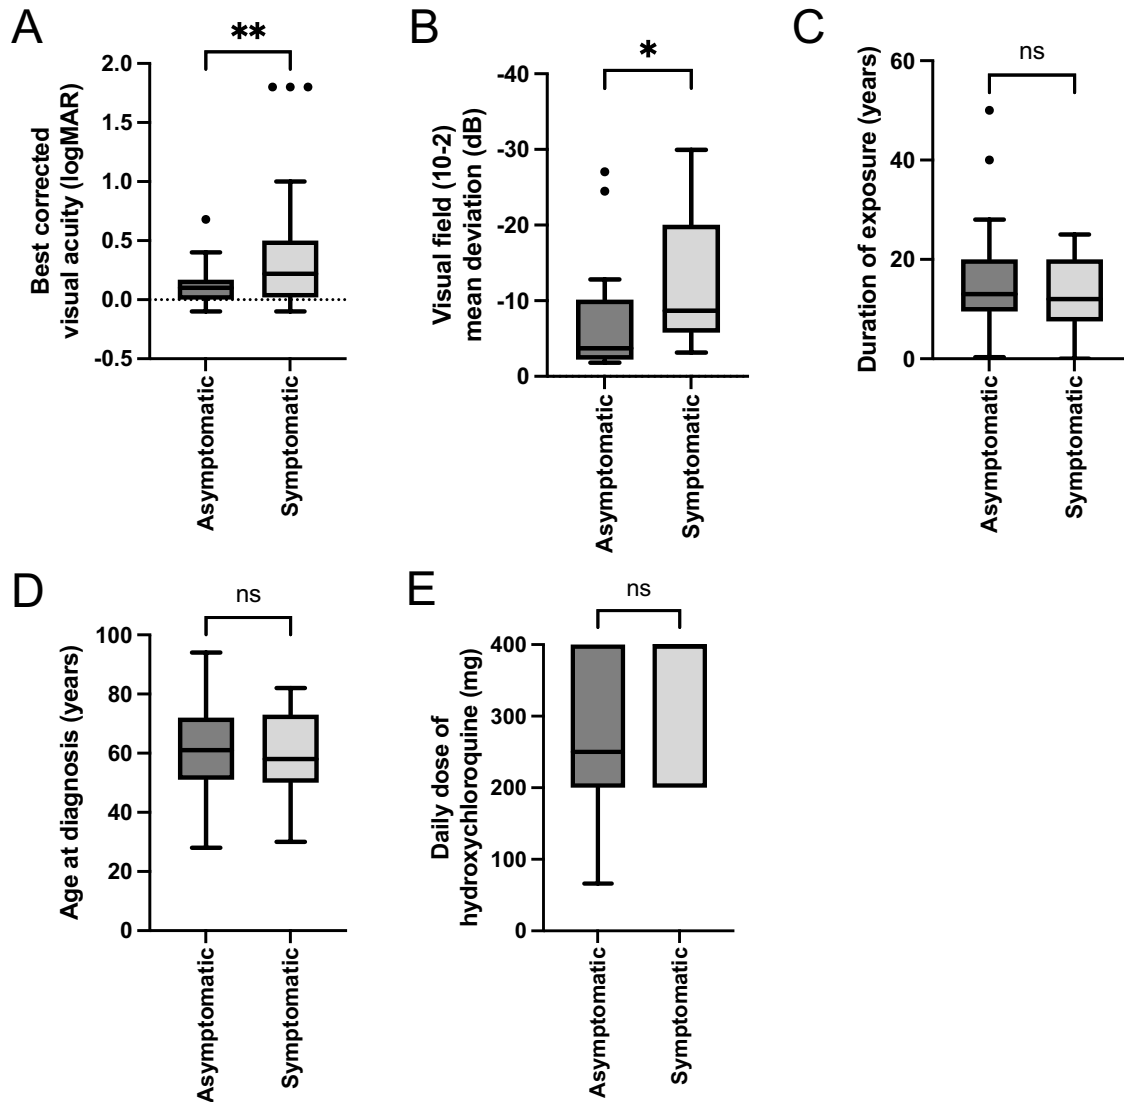 A
**
Best corrected
visual acuity (logMAR)
2.0
1.5
1.0
0.5
0.0
-0.5
Asymptomatic
Symptomatic
B
*
Visual field (10-2)
mean deviation (dB)
-40
-30
-20
-10
0
Asymptomatic
Symptomatic
C
ns
Duration of exposure (years)
60
40
20
0
Asymptomatic
Symptomatic
D
ns
Age at diagnosis (years)
100
80
60
40
20
0
Asymptomatic
Symptomatic
E
ns
Daily dose of
hydroxychloroquine (mg)
400
300
200
100
0
Asymptomatic
Symptomatic